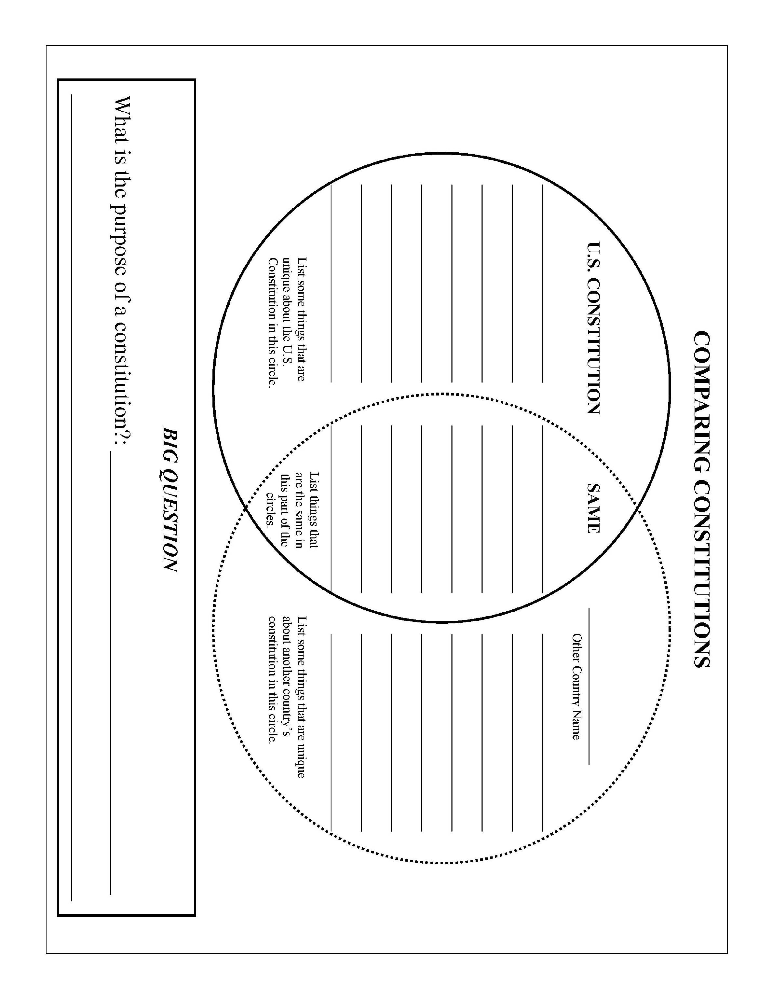 COMPARING CONSTITUTIONS
U.S. CONSTITUTION
List some things that are
unique about the U.S.
Constitution in this circle.
SAME
List things that
are the same in
this part of the
circles.
Other Country Name
List some things that are unique
about another country's
constitution in this circle.
BIG QUESTION
What is the purpose of a constitution?: